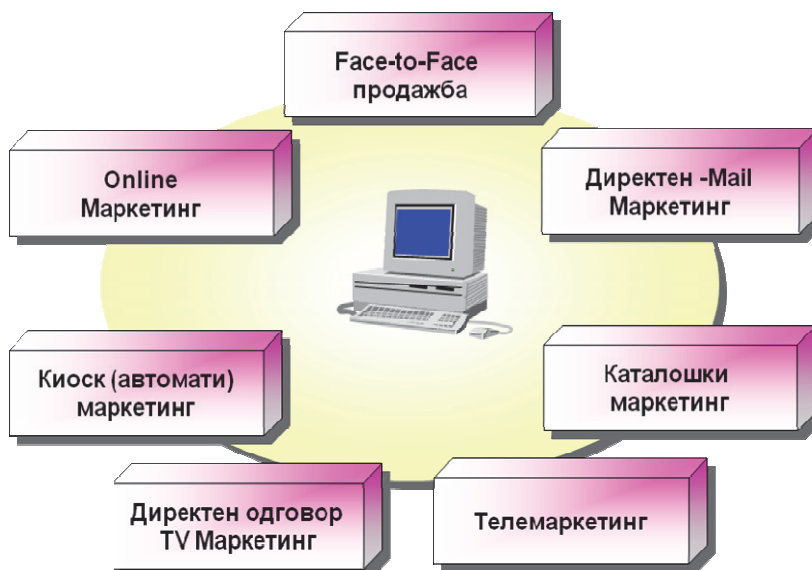 Face-to-Face
продажба
Online
Маркетинг
Директен -Mail
Маркетинг
Киоск (автомати)
маркетинг
Каталошки
маркетинг
Директен одговор
TV Маркетинг
Телемаркетинг